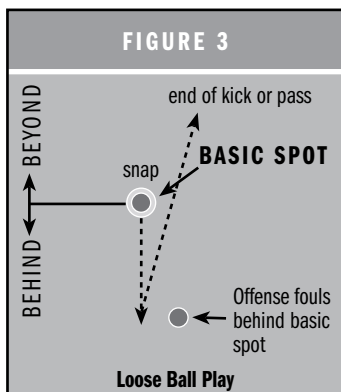 FIGURE 3
end of kick or pass
BEYOND
snap
BASIC SPOT
BEHIND
Offense fouls
behind basic
spot
Loose Ball Play